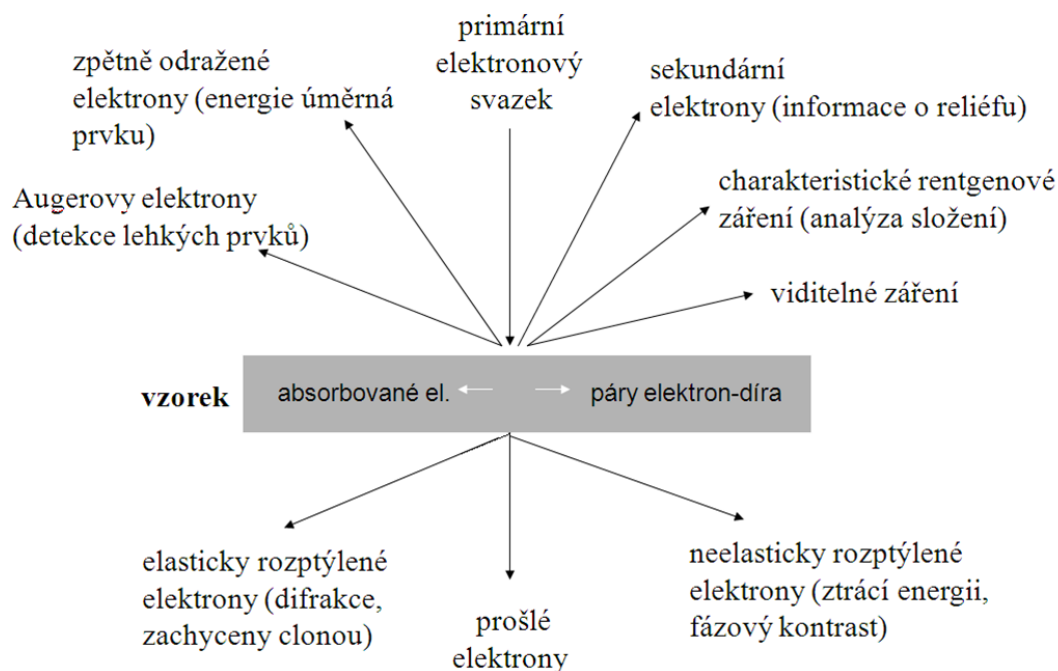 primární
elektronový
svazek
zpětně odražené
elektrony (energie úměrná
prvku)
sekundární
elektrony (informace o reliéfu)
Augerovy elektrony
(detekce lehkých prvků)
charakteristické rentgenové
záření (analýza složení)
viditelné záření
vzorek
absorbované el.
páry elektron-díra
elasticky rozptýlené
elektrony (difrakce,
zachyceny clonou)
prošlé
elektrony
neelasticky rozptýlené
elektrony (ztrácí energii,
fázový kontrast)